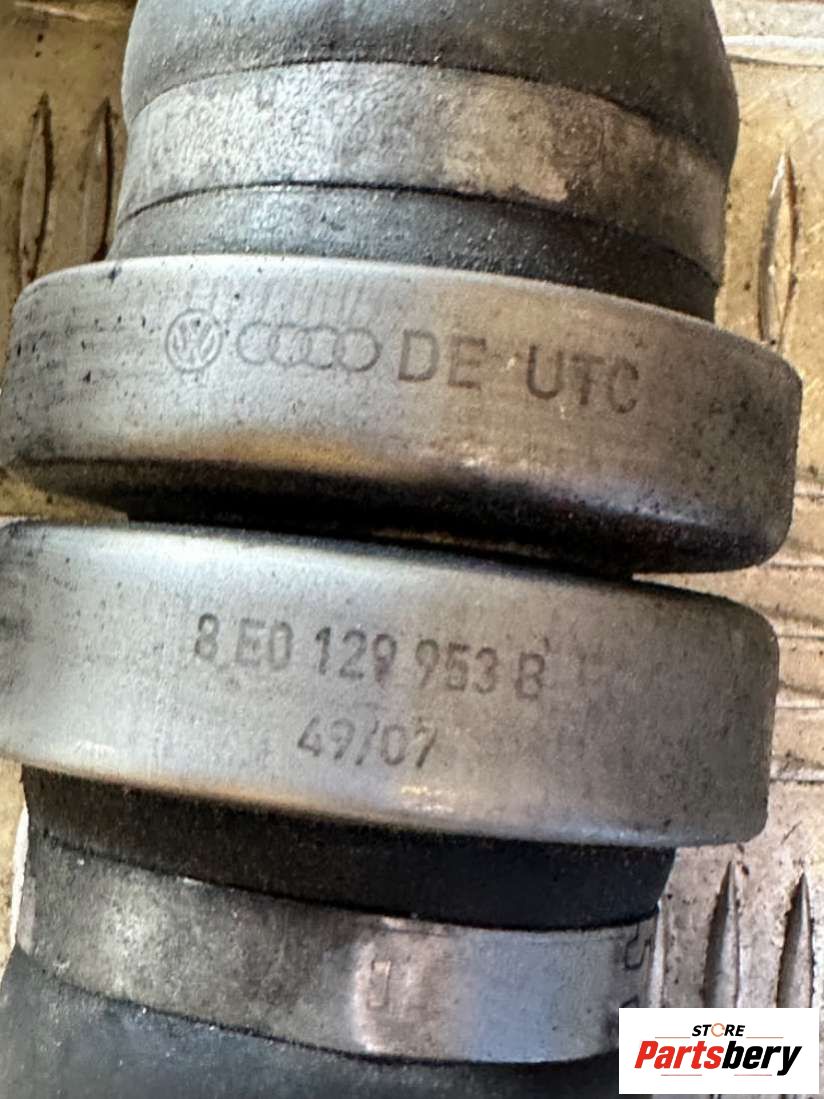 DE UTC
8 E0 129 953 B
49/07
STORE
Partsbery